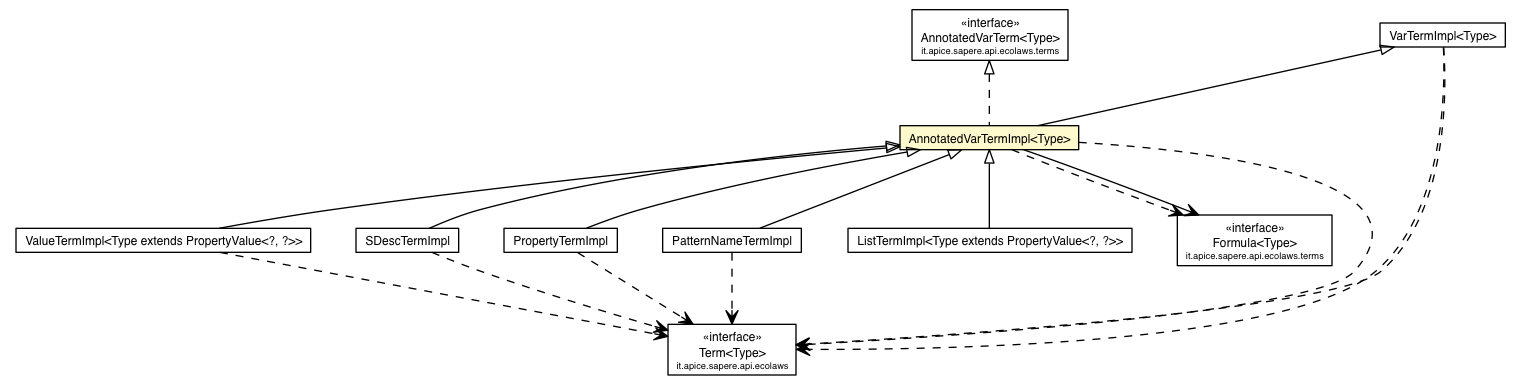 «interface»
AnnotatedVarTerm<Type>
it.apice.sapere.api.ecolaws.terms
VarTermImpl<Type>
AnnotatedVarTermImpl<Type>
ValueTermImpl<Type extends PropertyValue<?, ?>>
SDescTermImpl
PropertyTermImpl
PatternNameTermImpl
ListTermImpl<Type extends PropertyValue<?, ?>>
«interface»
Formula<Type>
it.apice.sapere.api.ecolaws.terms
«interface»
Term<Type>
it.apice.sapere.api.ecolaws